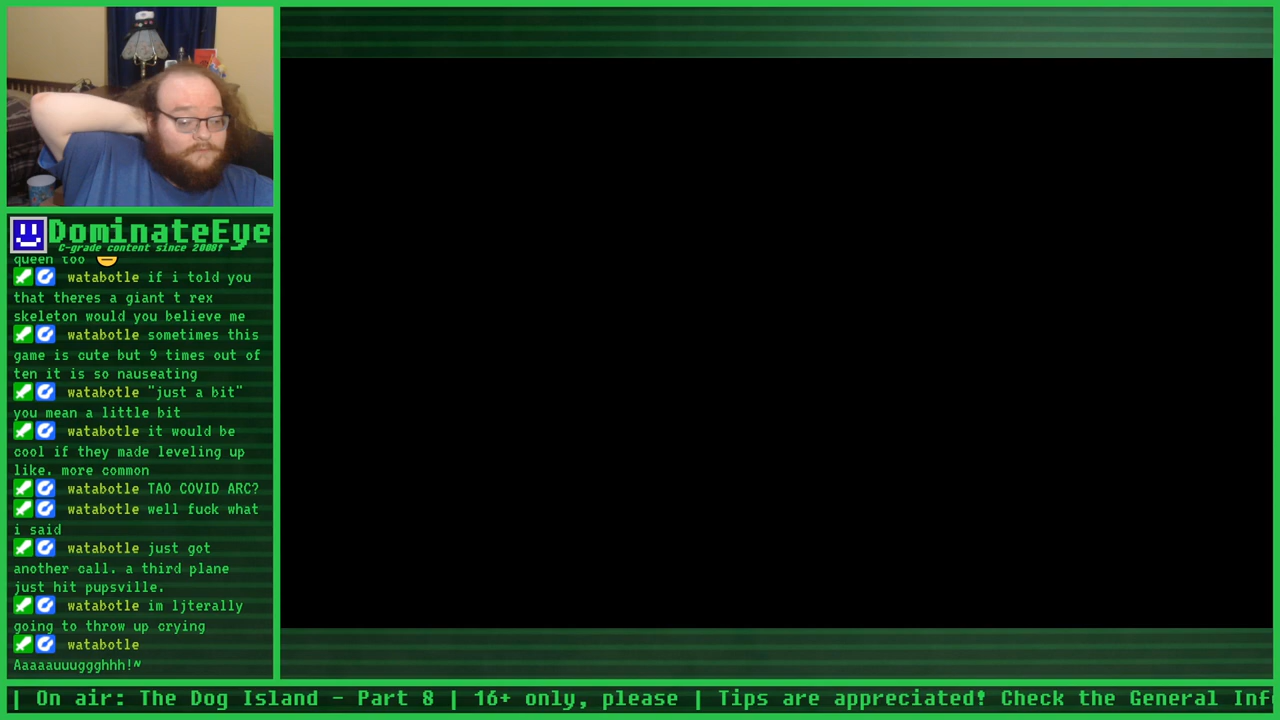 DominateEye
C-grade content since 2008!
queen too
watabotle if i told you
that theres a giant t rex
skeleton would you believe me
watabotle sometimes this
game is cute but 9 times out of
ten it is so nauseating
watabotle "just a bit"
you mean a little bit
watabotle it would be
cool if they made leveling up
like. more common
watabotle TAO COVID ARC?
watabotle well fuck what
i said
watabotle just got
another call. a third plane
just hit pupsville.
watabotle im ljterally
going to throw up crying
watabotle
Aaaaauuuggghhh!~
| On air: The Dog Island - Part 8 | 16+ only, please | Tips are appreciated! Check the General Inf